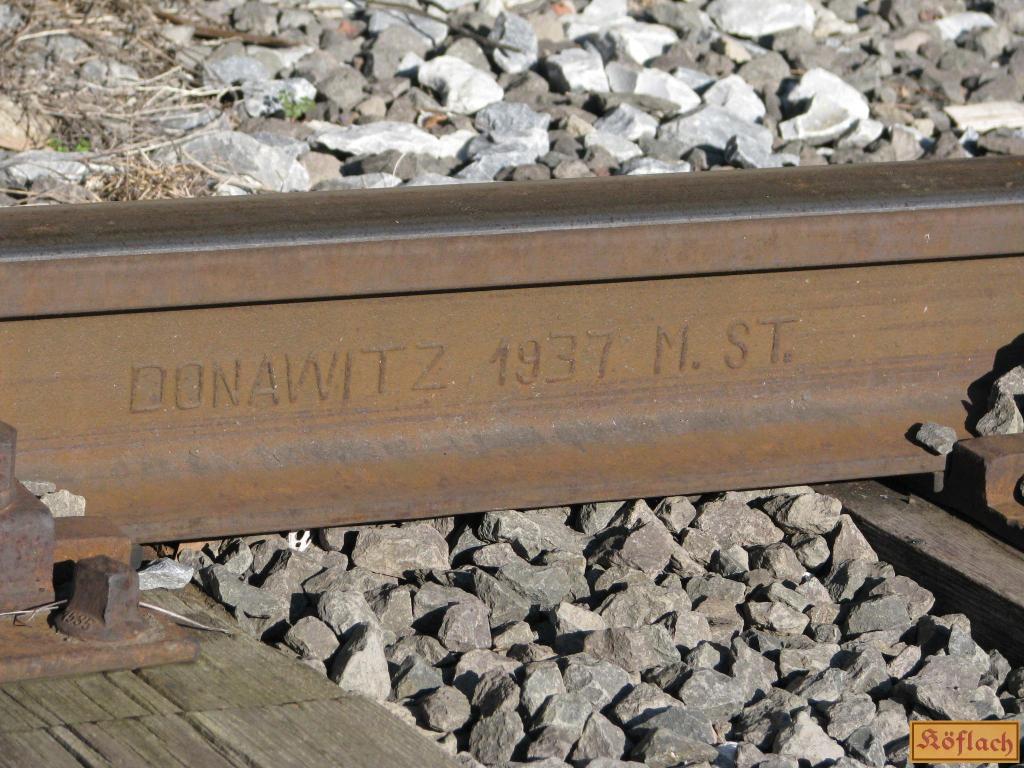 DONAWITZ 1937 M. ST.
Köflach